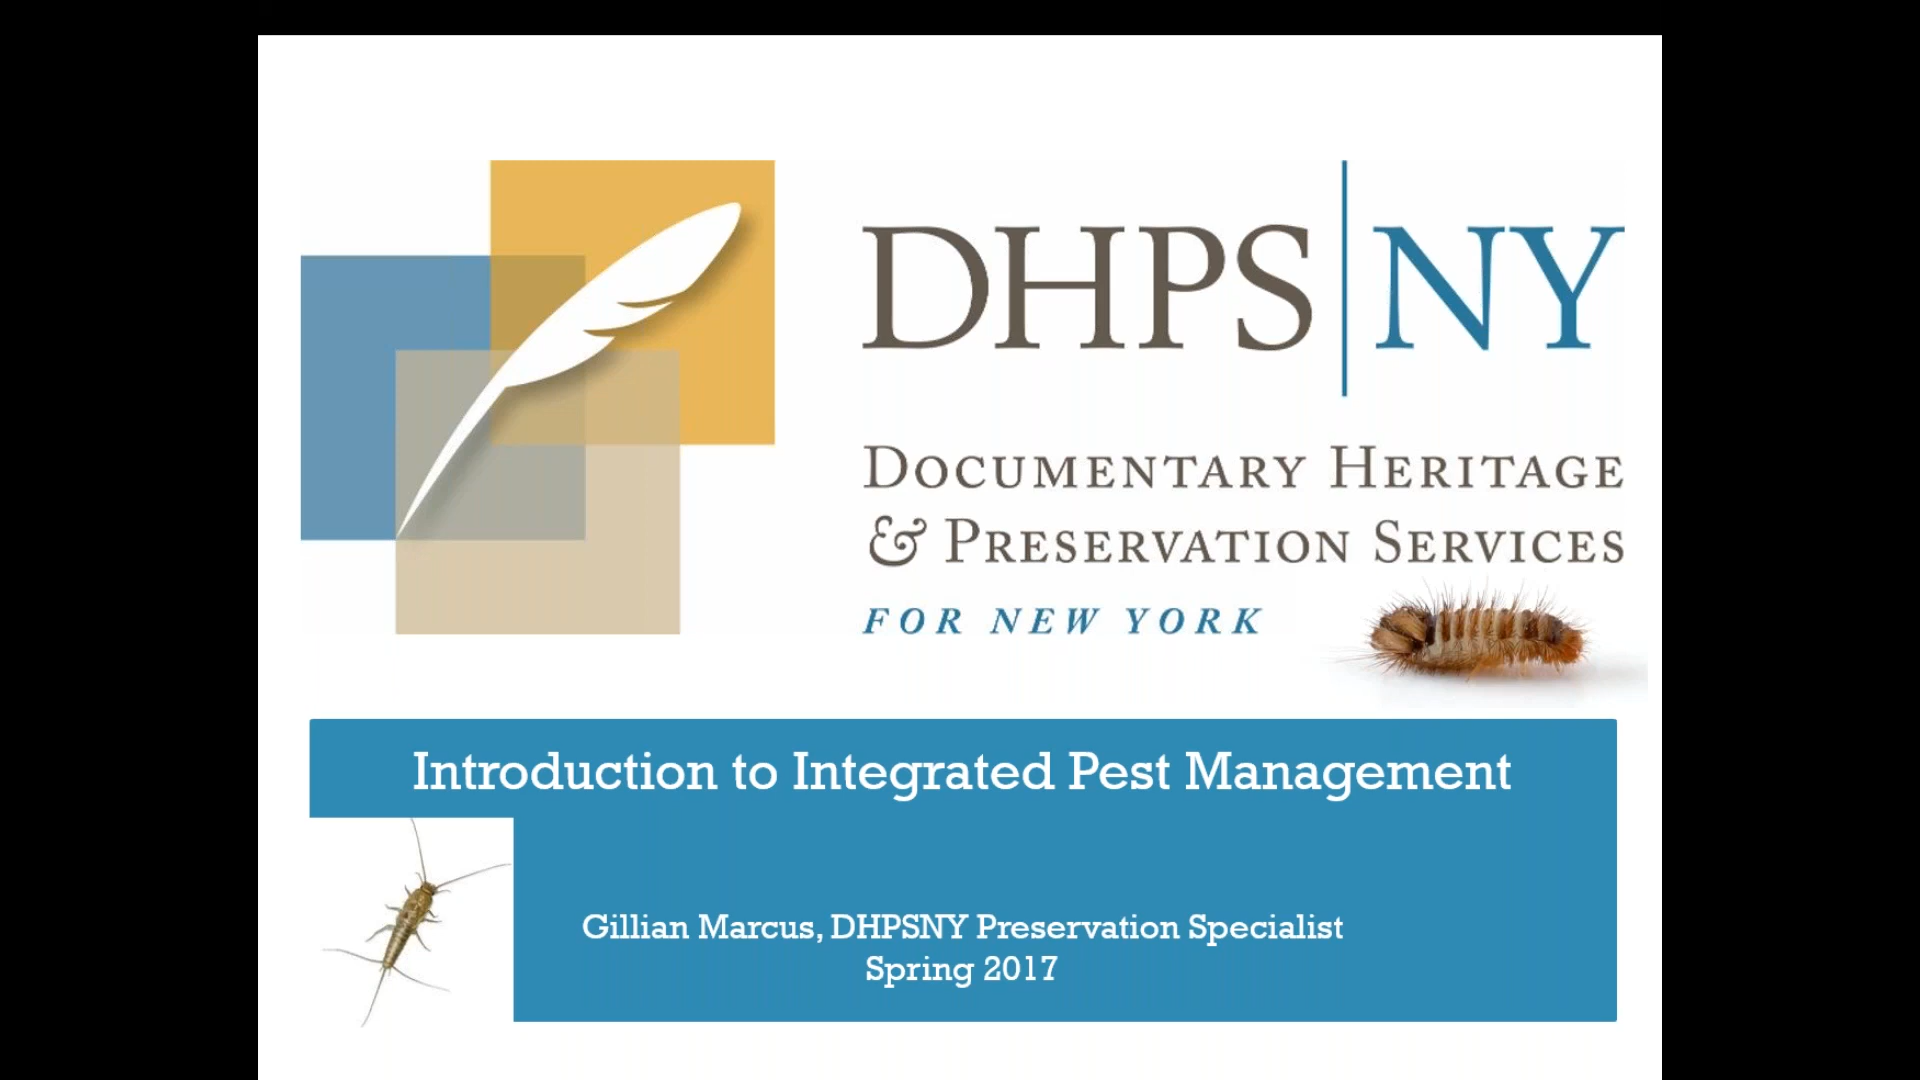 DHPS|NY
DOCUMENTARY HERITAGE
& PRESERVATION SERVICES
FOR NEW YORK
Introduction to Integrated Pest Management
Gillian Marcus, DHPSNY Preservation Specialist
Spring 2017